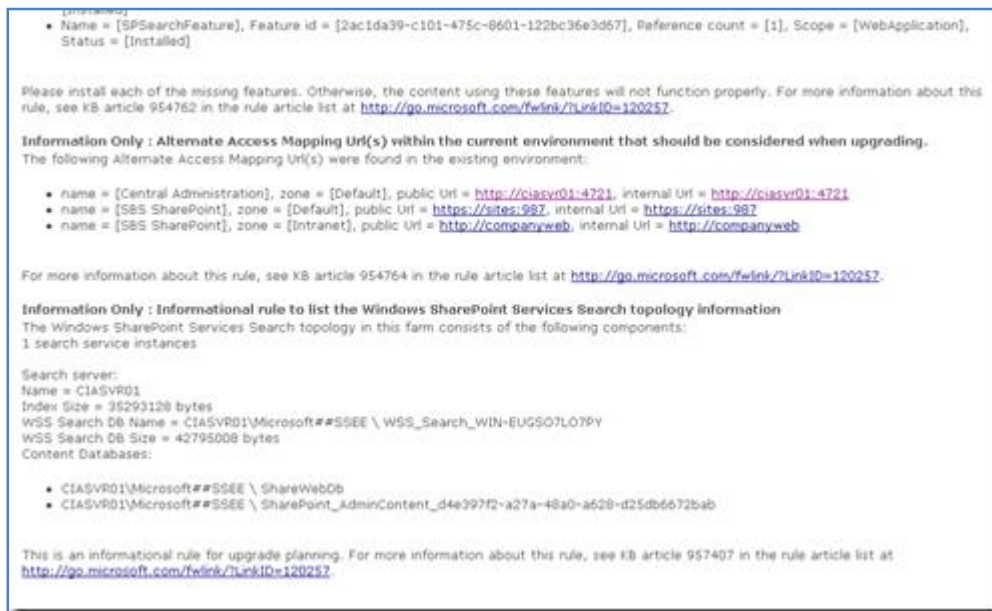 [Installed]
• Name = [SPSearchFeature], Feature id = [2ac1da39-c101-475c-8601-122bc36e3d67], Reference count = [1], Scope = [WebApplication],
Status = [Installed]
Please install each of the missing features. Otherwise, the content using these features will not function properly. For more information about this
rule, see KB article 954762 in the rule article list at http://go.microsoft.com/fwlink/?LinkID=120257.
Information Only : Alternate Access Mapping Url(s) within the current environment that should be considered when upgrading.
The following Alternate Access Mapping Url(s) were found in the existing environment:
• name = [Central Administration], zone = [Default], public Url = http://ciasvr01:4721, internal Url = http://ciasvr01:4721
• name = [SBS SharePoint], zone = [Default], public Url = https://sites:987, internal Url = https://sites:987
• name = [SBS SharePoint], zone = [Intranet], public Url = http://companyweb, internal Url = http://companyweb
For more information about this rule, see KB article 954764 in the rule article list at http://go.microsoft.com/fwlink/?LinkID=120257.
Information Only : Informational rule to list the Windows SharePoint Services Search topology information
The Windows SharePoint Services Search topology in this farm consists of the following components:
1 search service instances
Search server:
Name = CIASVR01
Index Size = 35293128 bytes
WSS Search DB Name = CIASVR01\Microsoft##SSEE \ WSS_Search_WIN-EUGSO7LO7PY
WSS Search DB Size = 42795008 bytes
Content Databases:
• CIASVR01\Microsoft##SSEE \ ShareWebDb
• CIASVR01\Microsoft##SSEE \ SharePoint_AdminContent_d4e397f2-a27a-48a0-a628-d25db6672bab
This is an informational rule for upgrade planning. For more information about this rule, see KB article 957407 in the rule article list at
http://go.microsoft.com/fwlink/?LinkID=120257.